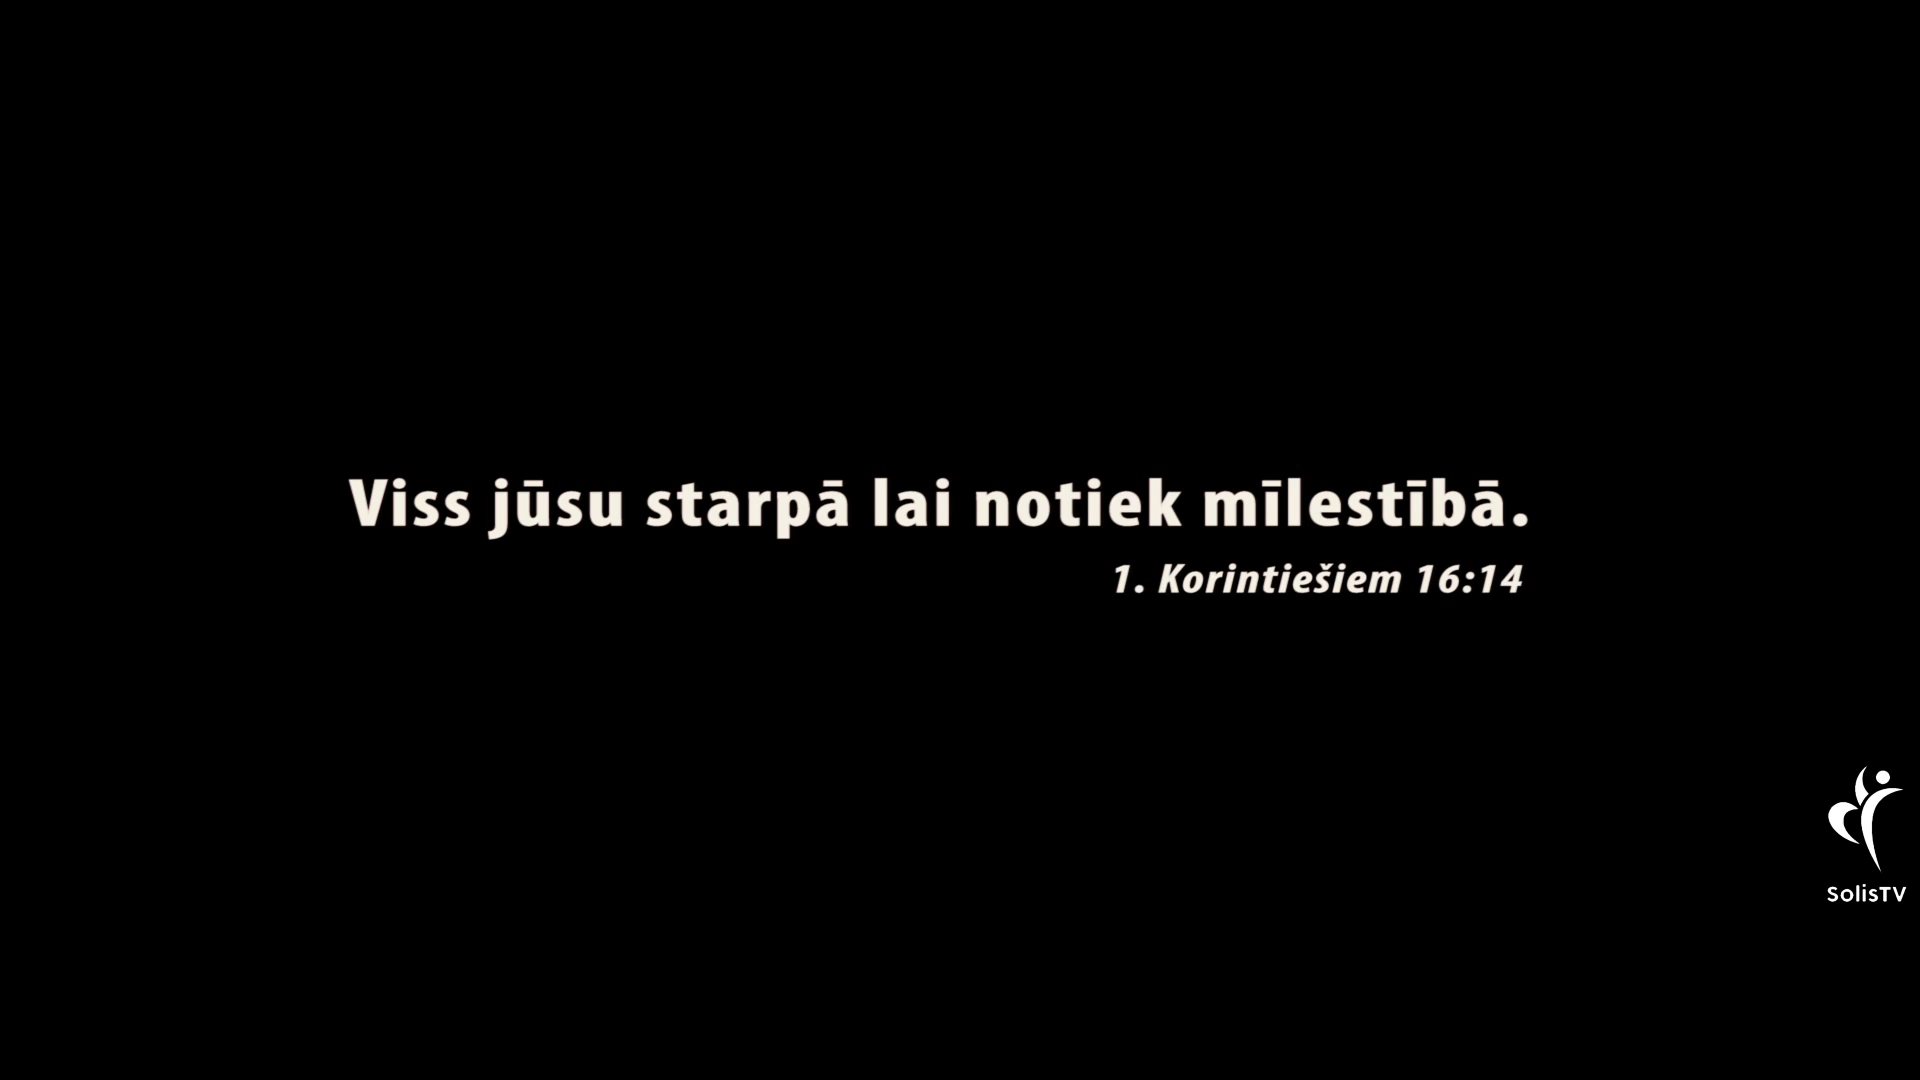 Viss jūsu starpā lai notiek mīlestībā.
1. Korintiešiem 16:14
SolisTV